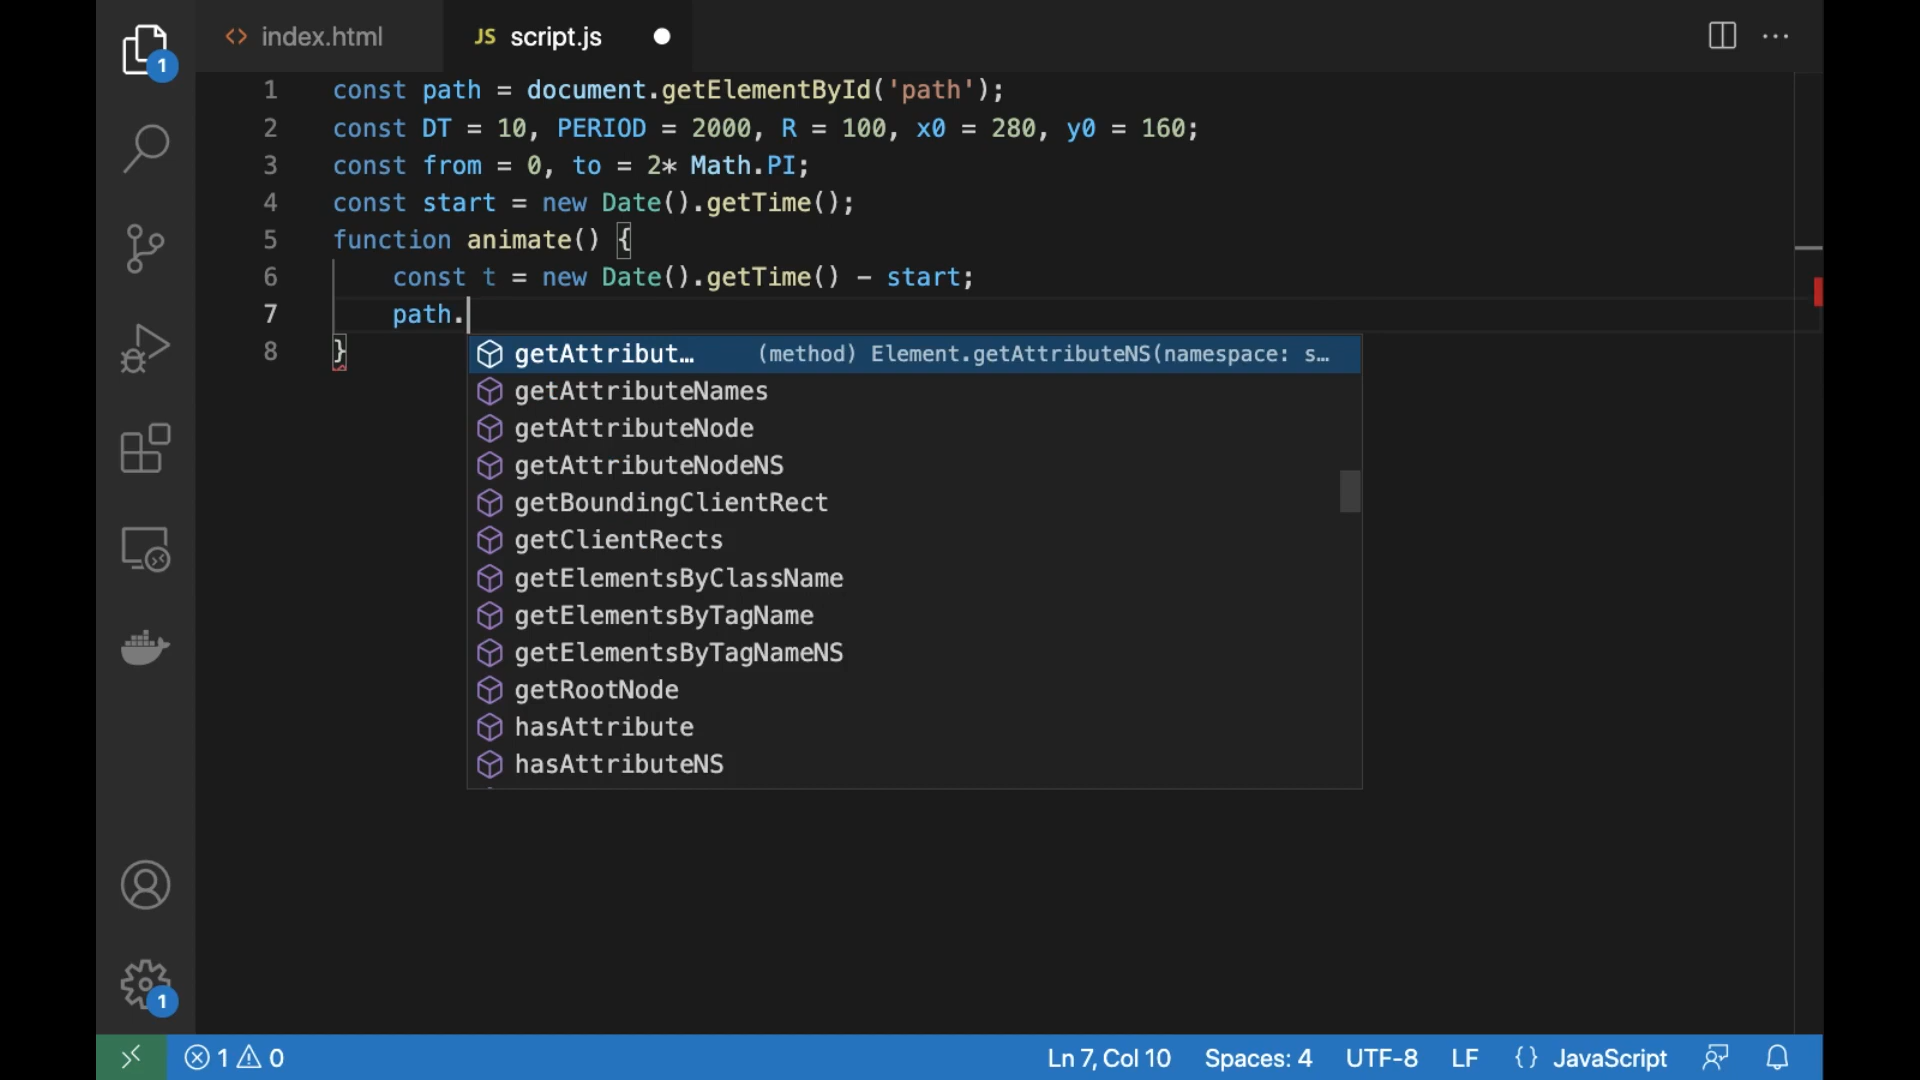 1
<> index.html
JS script.js
1 const path = document.getElementById('path');
2 const DT = 10, PERIOD = 2000, R = 100, x0 = 280, y0 = 160;
3 const from = 0, to = 2* Math.PI;
4 const start = new Date().getTime();
5 function animate() {
6 const t = new Date().getTime() - start;
7 path.
8 }
getAttribut… (method) Element.getAttributeNS(namespace: s…
getAttributeNames
getAttributeNode
getAttributeNodeNS
getBoundingClientRect
getClientRects
getElementsByClassName
getElementsByTagName
getElementsByTagNameNS
getRootNode
hasAttribute
hasAttributeNS
1
1 0 Ln 7, Col 10 Spaces: 4 UTF-8 LF {} JavaScript